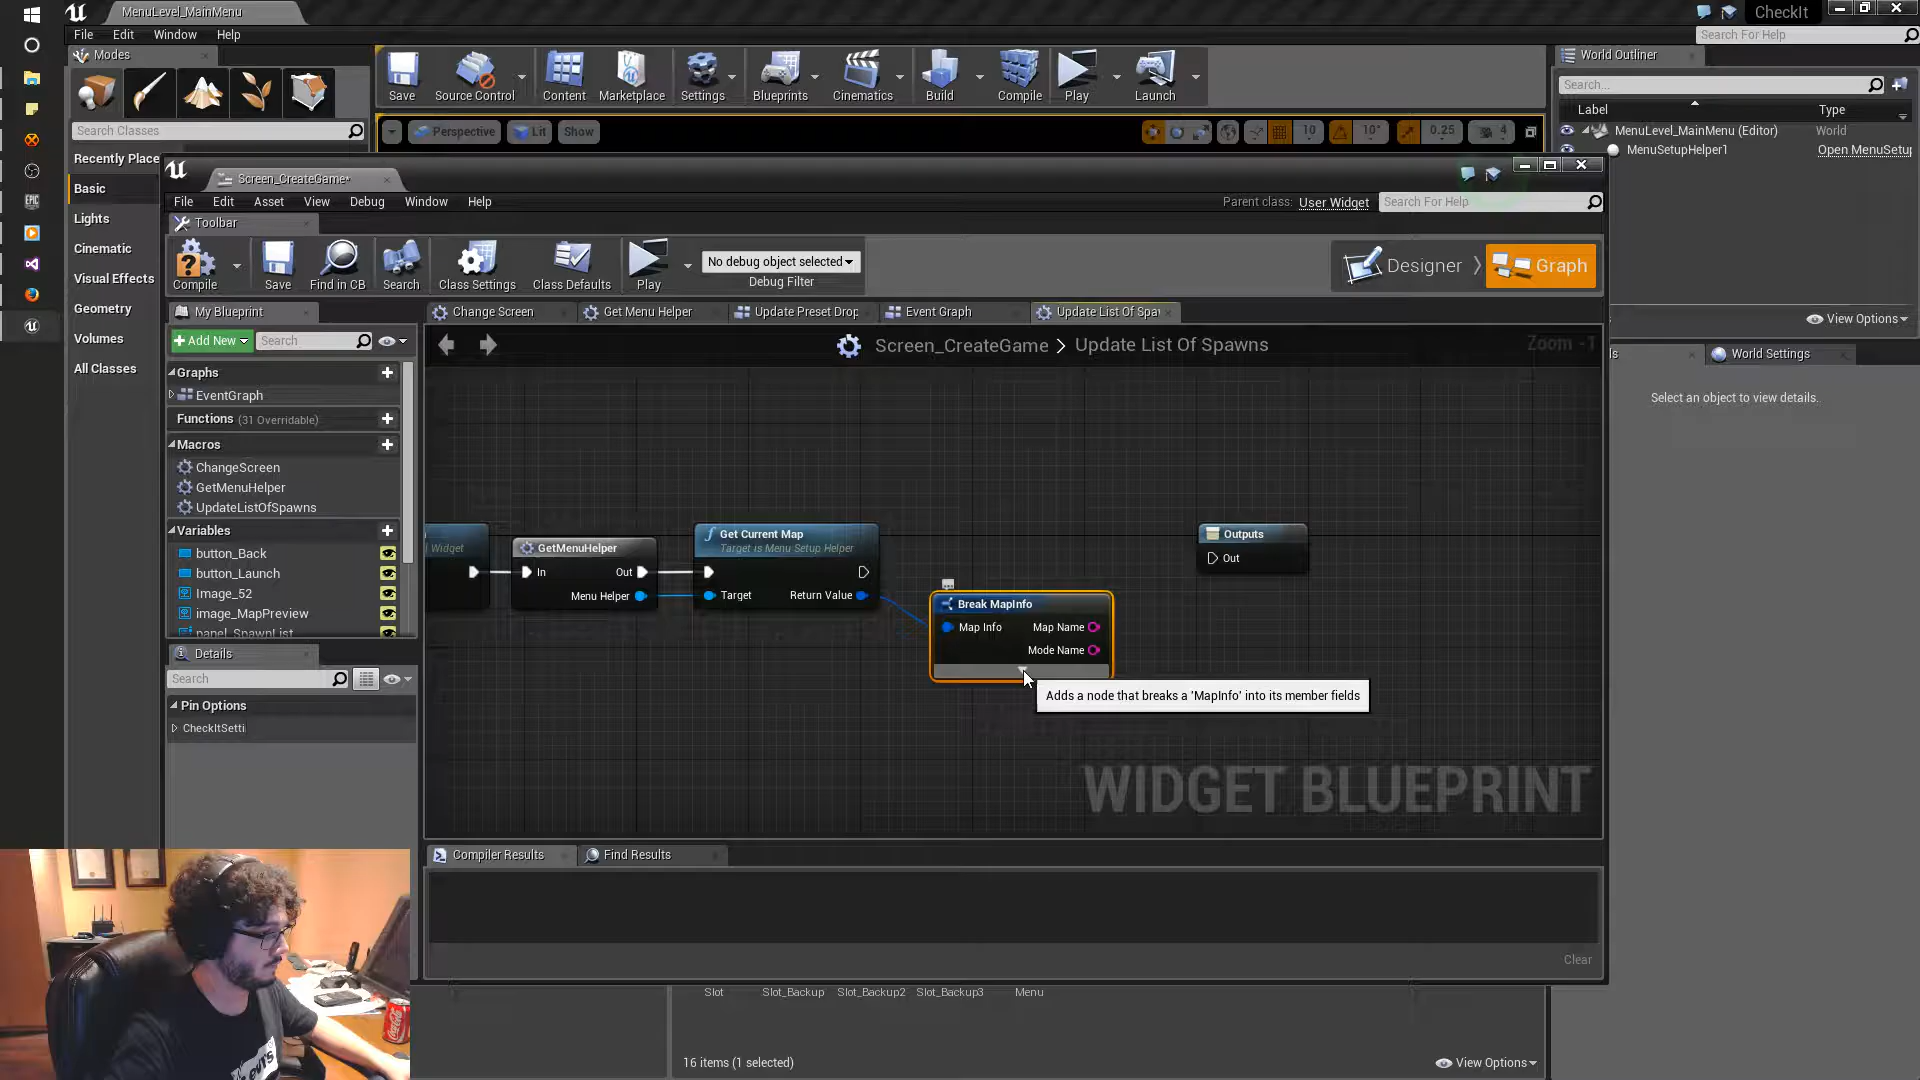 MenuLevel_MainMenu
CheckIt
File Edit Window Help
Search For Help
Modes
World Outliner
Save Source Control Content Marketplace Settings Blueprints Cinematics Build Compile Play Launch
Search...
Label Type
Search Classes
Perspective Lit Show
10 10° 0.25 4
MenuLevel_MainMenu (Editor) World
MenuSetupHelper1 Open MenuSetup
Recently Place
Basic
Lights
Cinematic
Visual Effects
Geometry
Volumes
All Classes
Screen_CreateGame*
File Edit Asset View Debug Window Help
Parent class: User Widget
Search For Help
Toolbar
Compile Save Find in CB Search Class Settings Class Defaults Play
No debug object selected
Debug Filter
Designer Graph
My Blueprint
Change Screen Get Menu Helper Update Preset Drop Event Graph Update List Of Spa
View Options
Add New Search
Screen_CreateGame > Update List Of Spawns
Zoom -1
World Settings
Select an object to view details.
Graphs
EventGraph
Functions (31 Overridable)
Macros
ChangeScreen
GetMenuHelper
UpdateListOfSpawns
Variables
button_Back
button_Launch
Image_52
image_MapPreview
panel_SpawnList
Details
Search
Pin Options
CheckItSetti
Widget
GetMenuHelper
In Out
Menu Helper
Get Current Map
Target is Menu Setup Helper
Target Return Value
Break MapInfo
Map Info Map Name
Mode Name
Outputs
Out
Adds a node that breaks a 'MapInfo' into its member fields
WIDGET BLUEPRINT
Compiler Results Find Results
Clear
Slot Slot_Backup Slot_Backup2 Slot_Backup3 Menu
16 items (1 selected)
View Options